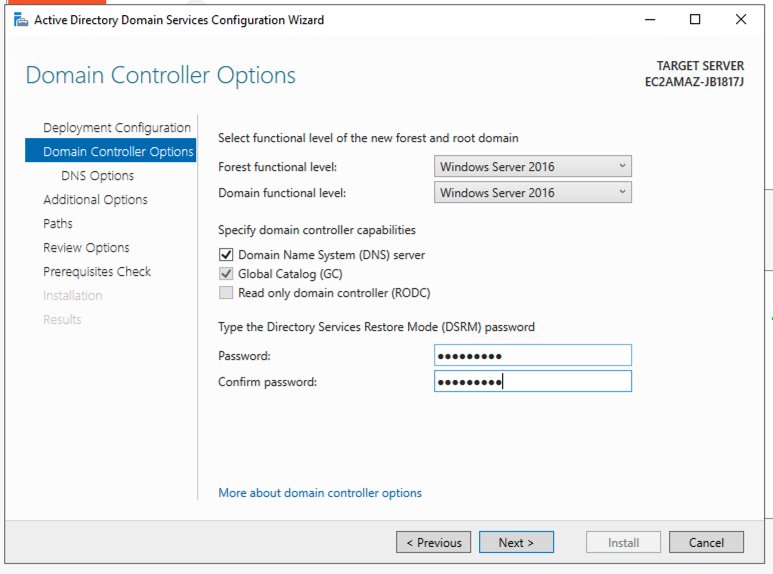 Active Directory Domain Services Configuration Wizard
Domain Controller Options
TARGET SERVER
EC2AMAZ-JB1817J
Deployment Configuration
Domain Controller Options
DNS Options
Additional Options
Paths
Review Options
Prerequisites Check
Installation
Results
Select functional level of the new forest and root domain
Forest functional level: Windows Server 2016
Domain functional level: Windows Server 2016
Specify domain controller capabilities
Domain Name System (DNS) server
Global Catalog (GC)
Read only domain controller (RODC)
Type the Directory Services Restore Mode (DSRM) password
Password: ●●●●●●●●●
Confirm password: ●●●●●●●●●
More about domain controller options
< Previous Next > Install Cancel